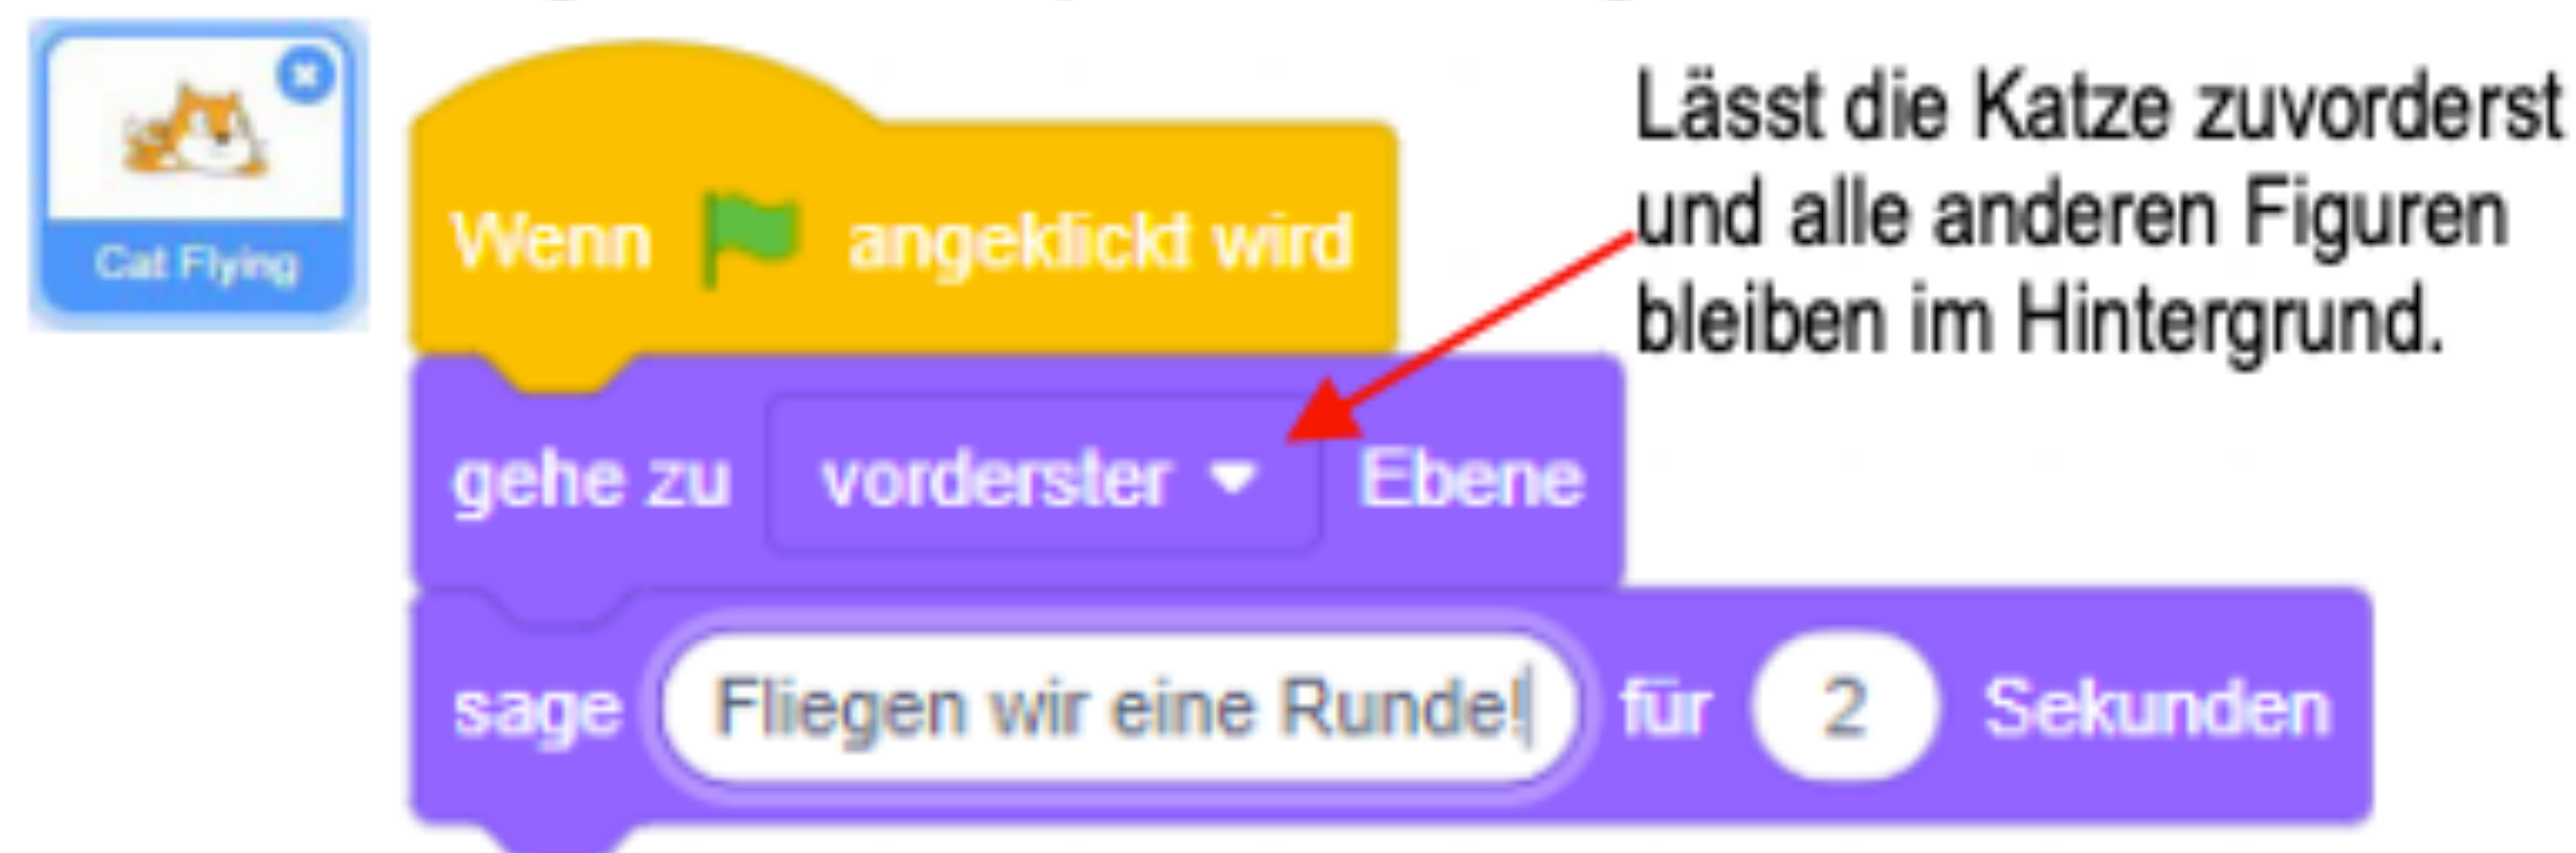 Lässt die Katze zuvorderst
und alle anderen Figuren
bleiben im Hintergrund.
Cat Flying
Wenn angeklickt wird
gehe zu vorderster Ebene
sage Fliegen wir eine Runde! für 2 Sekunden